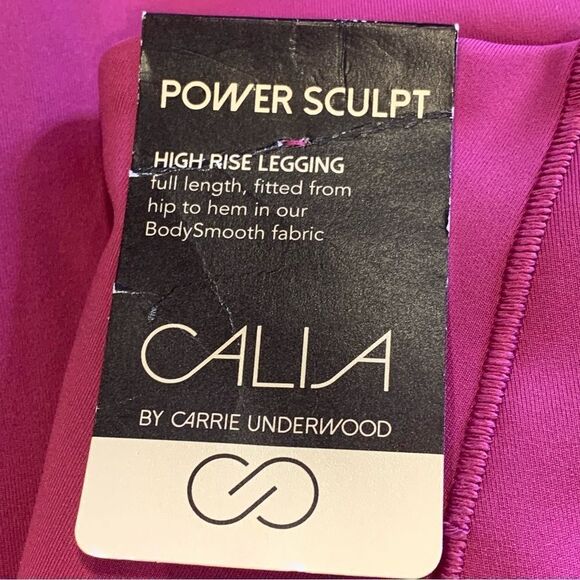 POWER SCULPT
HIGH RISE LEGGING
full length, fitted from
hip to hem in our
BodySmooth fabric
CALIA
BY CARRIE UNDERWOOD